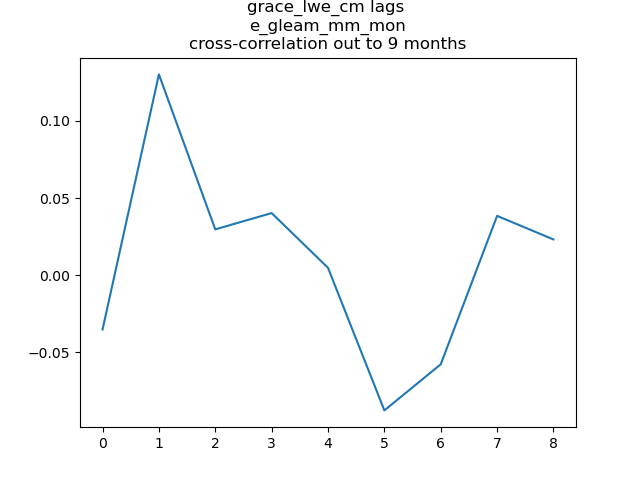 grace_lwe_cm lags
e_gleam_mm_mon
cross-correlation out to 9 months
0.10
0.05
0.00
−0.05
0 1 2 3 4 5 6 7 8